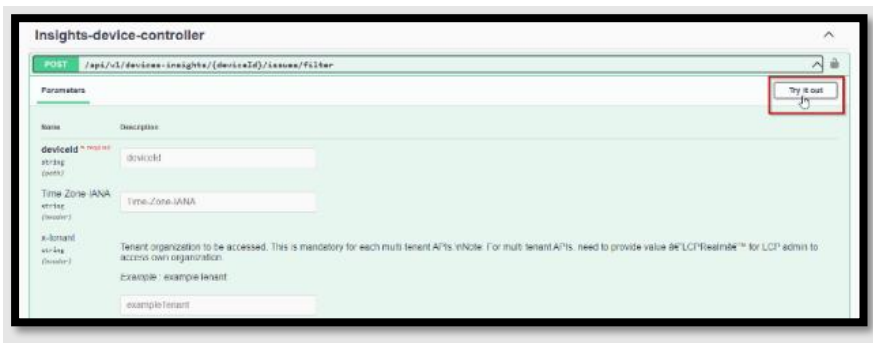 Insights-device-controller
POST /api/v1/devices-insights/{deviceId}/issues/filter
Parameters
Try it out
Name Description
deviceId * required
string
(path)
deviceId
Time-Zone-IANA
string
(header)
Time-Zone-IANA
x-tenant
string
(header)
Tenant organization to be accessed. This is mandatory for each multi tenant APIs.\nNote: For multi tenant APIs, need to provide value â€˜LCPRealmâ€™ for LCP admin to
access own organization.
Example : exampleTenant
exampleTenant